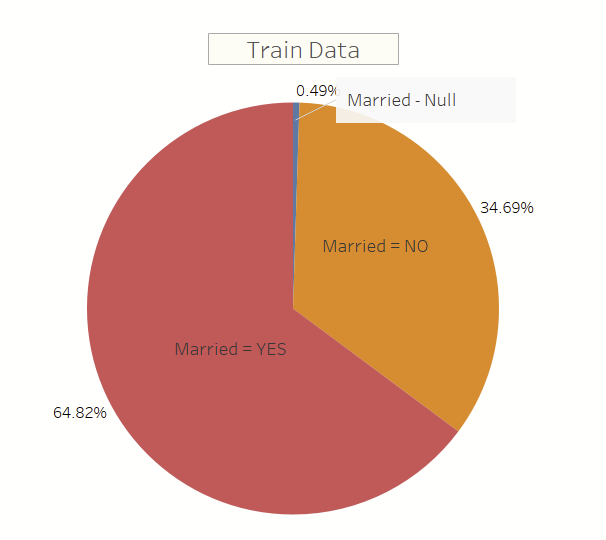 Train Data
0.49%
Married - Null
34.69%
Married = NO
Married = YES
64.82%